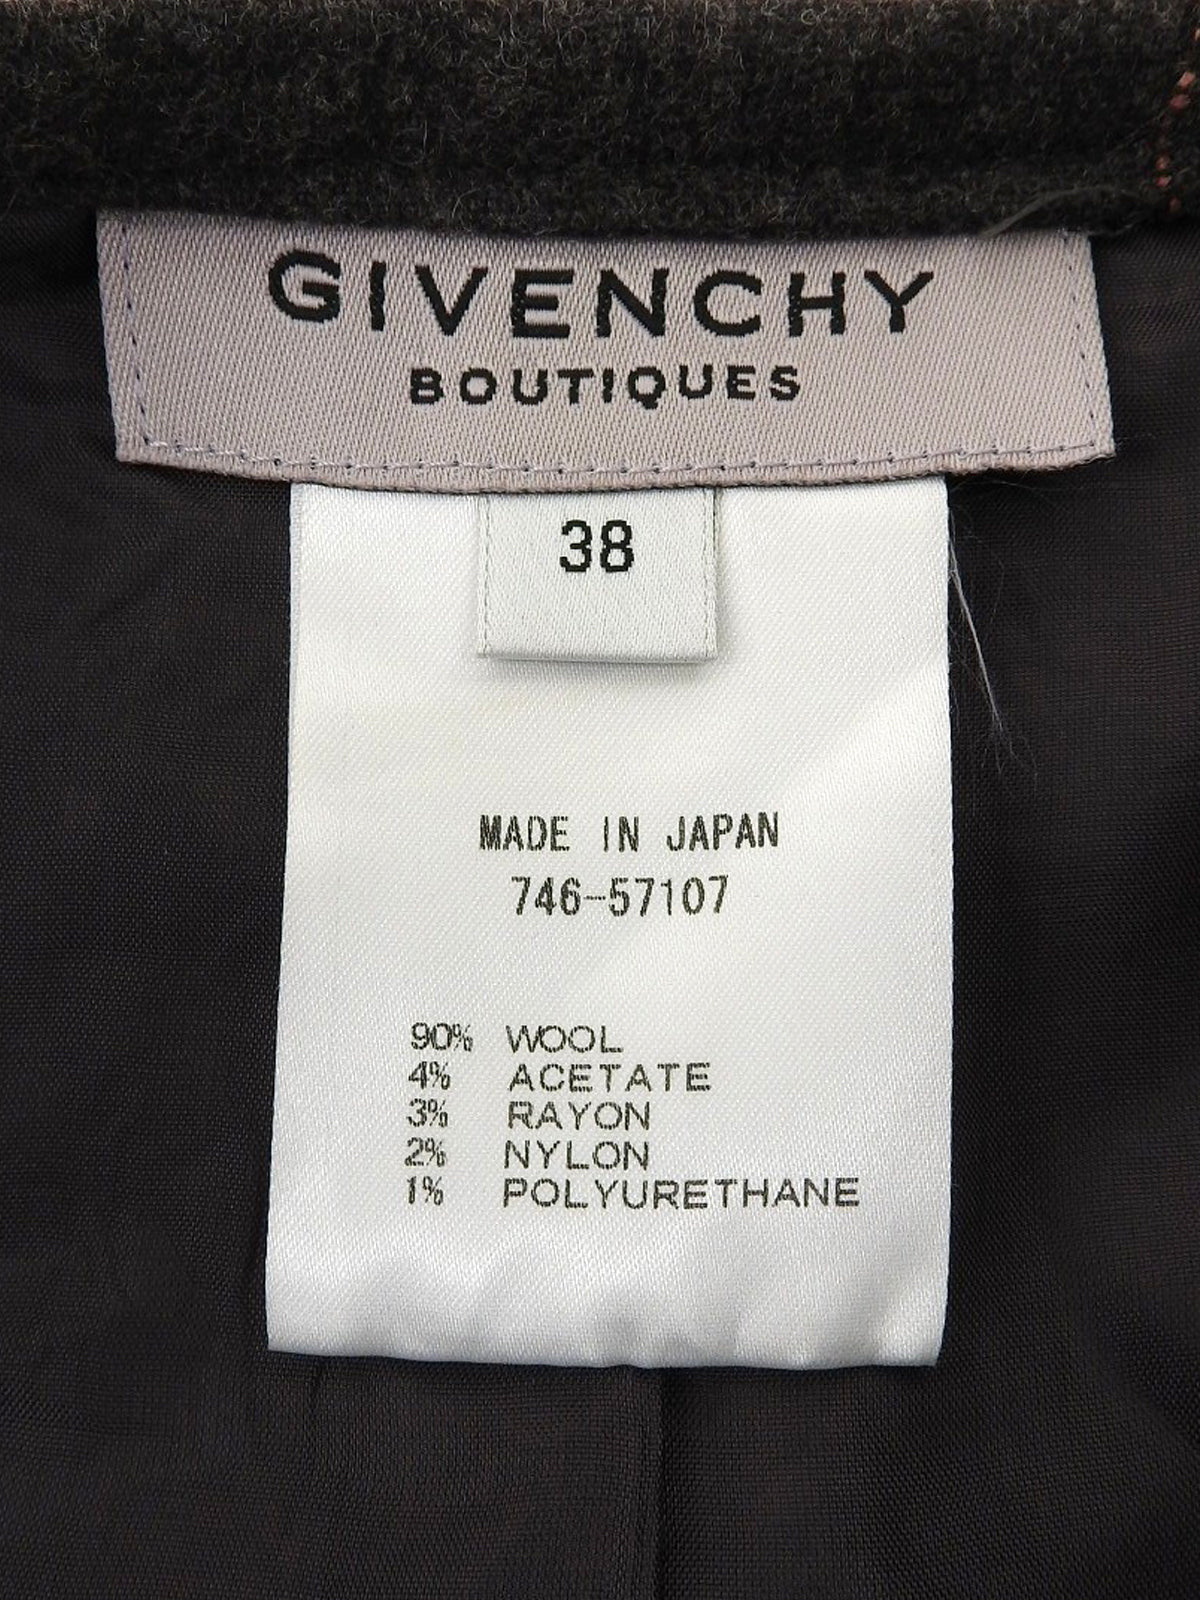 GIVENCHY
BOUTIQUES
38
MADE IN JAPAN
746-57107
90% WOOL
4% ACETATE
3% RAYON
2% NYLON
1% POLYURETHANE